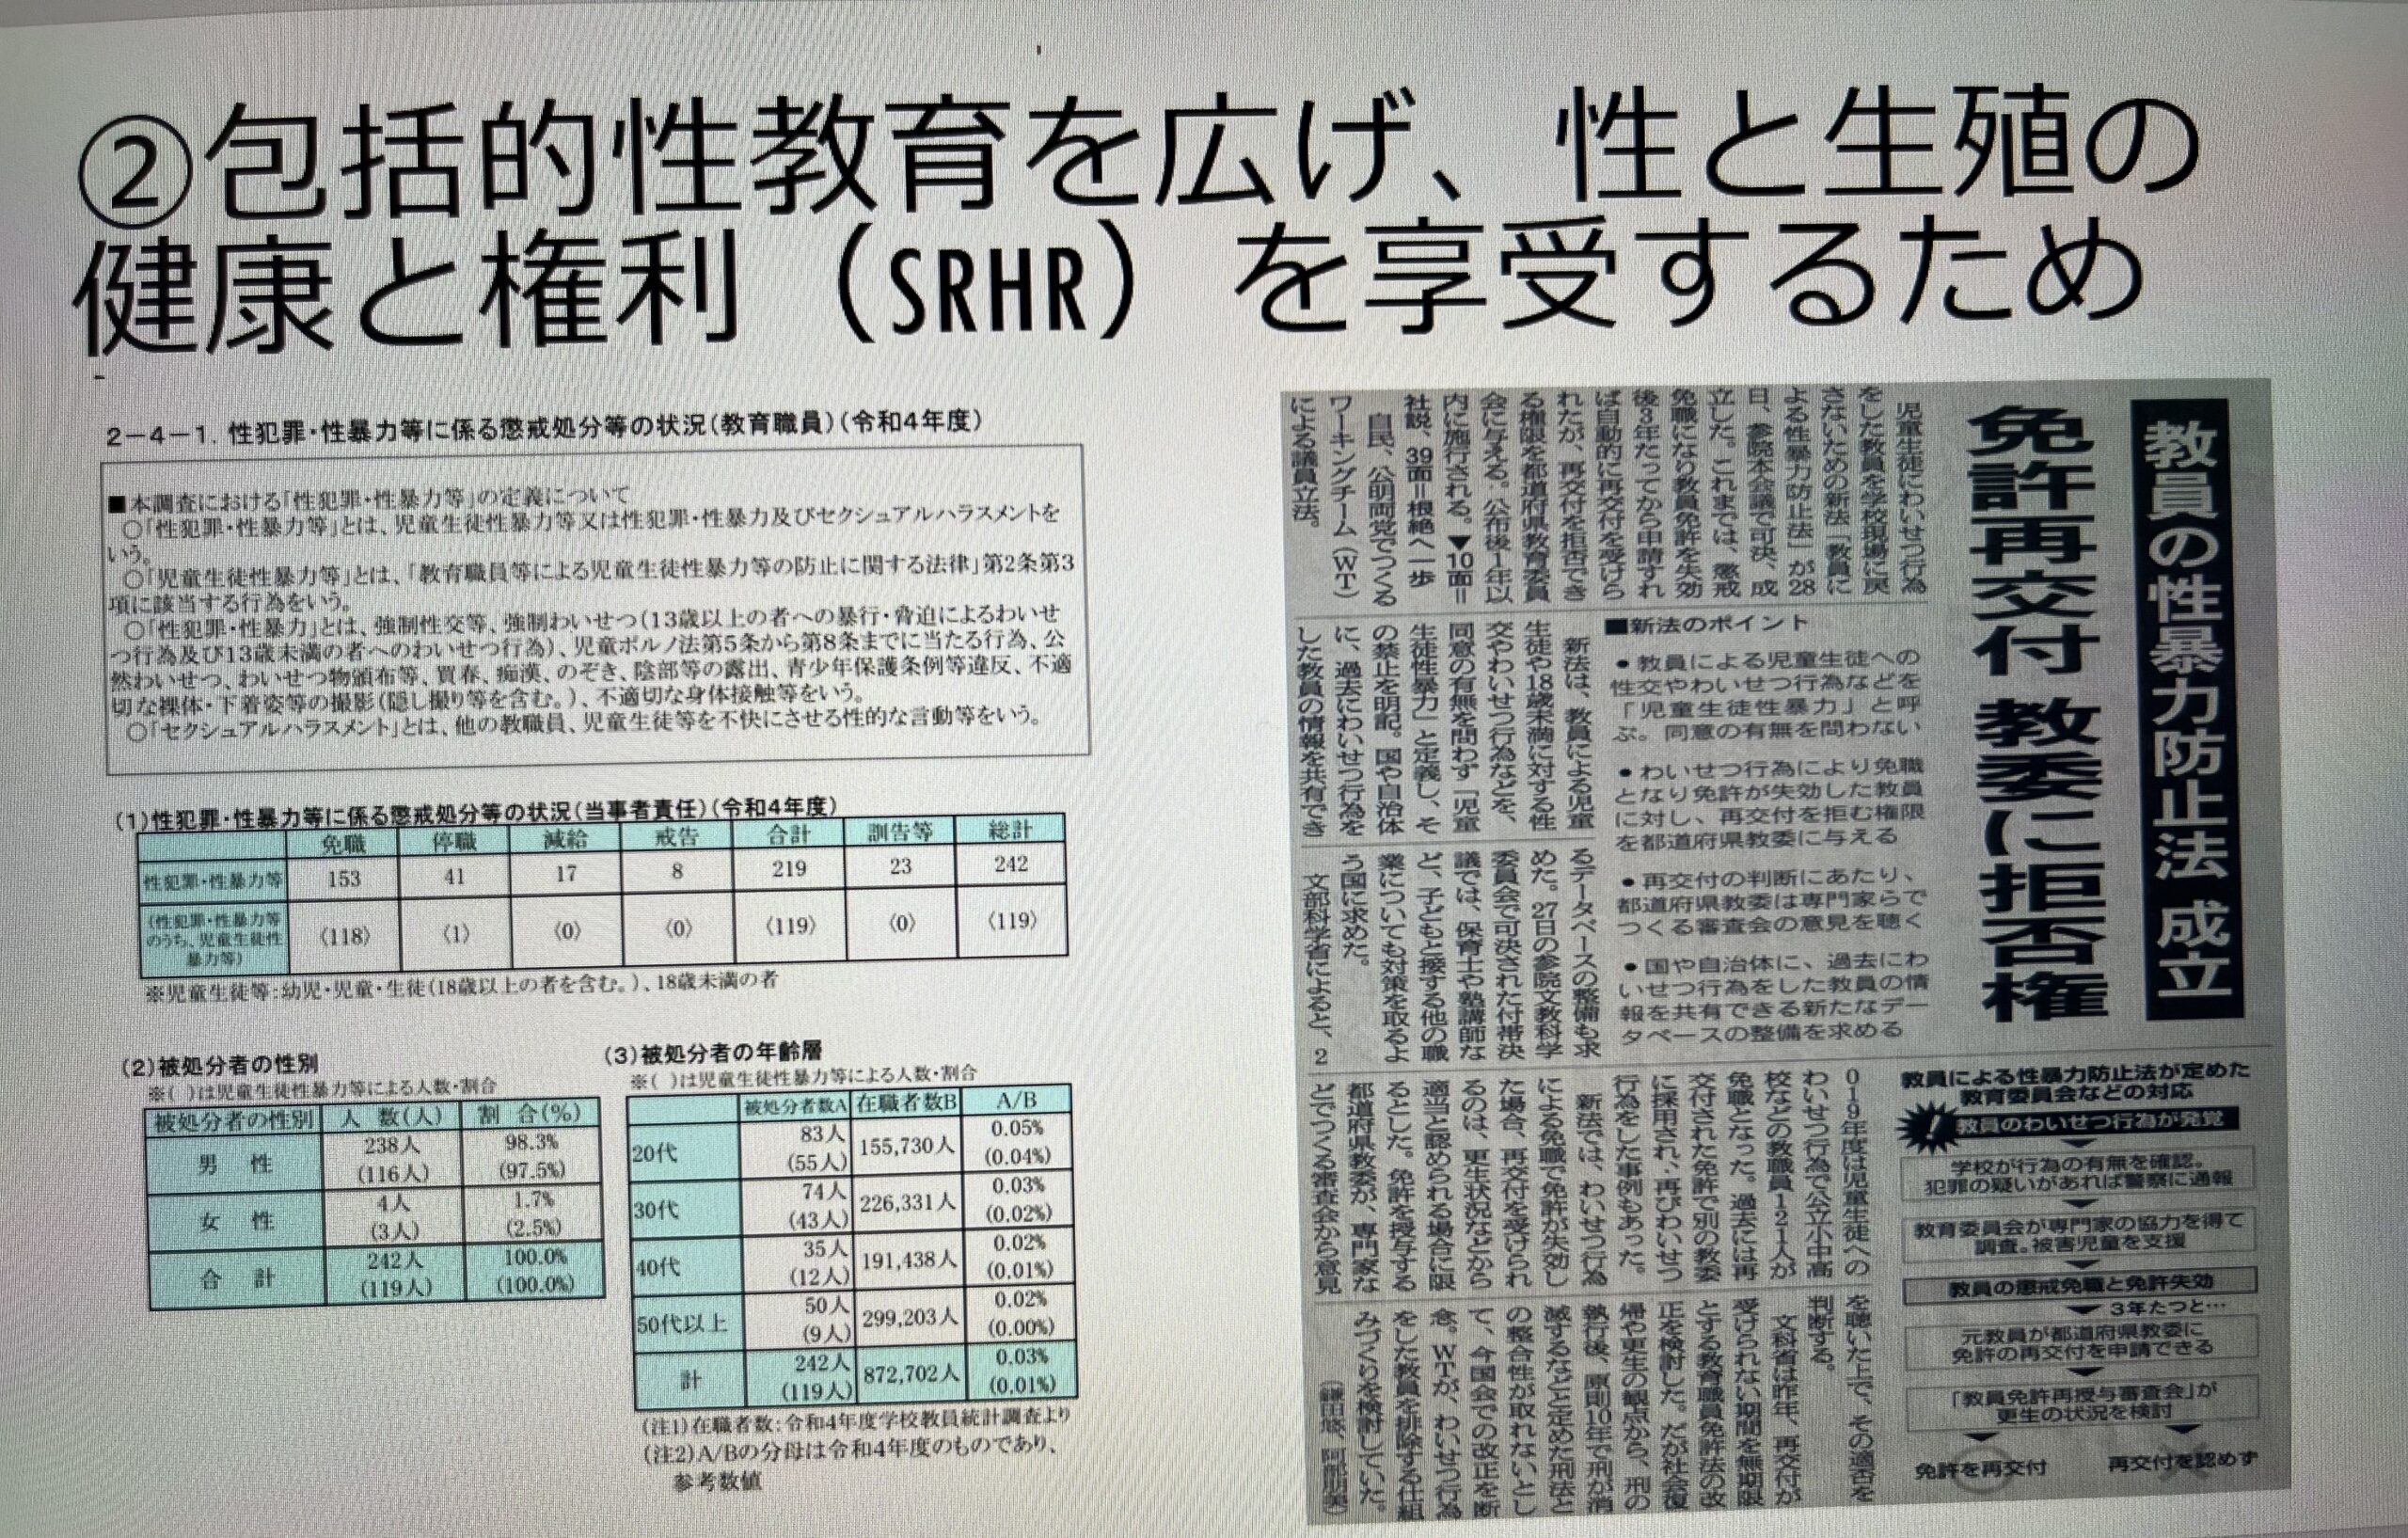 ②包括的性教育を広げ、性と生殖の
健康と権利（SRHR）を享受するため
2－4－1．性犯罪・性暴力等に係る懲戒処分等の状況（教育職員）（令和4年度）
■本調査における「性犯罪・性暴力等」の定義について
○「性犯罪・性暴力等」とは、児童生徒性暴力等又は性犯罪・性暴力及びセクシュアルハラスメントを
いう。
○「児童生徒性暴力等」とは、「教育職員等による児童生徒性暴力等の防止に関する法律」第2条第3
項に該当する行為をいう。
○「性犯罪・性暴力」とは、強制性交等、強制わいせつ（13歳以上の者への暴行・脅迫によるわいせ
つ行為及び13歳未満の者へのわいせつ行為）、児童ポルノ法第5条から第8条までに当たる行為、公
然わいせつ、わいせつ物頒布等、買春、痴漢、のぞき、陰部等の露出、青少年保護条例等違反、不適
切な裸体・下着姿等の撮影（隠し撮り等を含む。）、不適切な身体接触等をいう。
○「セクシュアルハラスメント」とは、他の教職員、児童生徒等を不快にさせる性的な言動等をいう。
（1）性犯罪・性暴力等に係る懲戒処分等の状況（当事者責任）（令和4年度）
免職 停職 減給 戒告 合計 訓告等 総計
性犯罪・性暴力等 153 41 17 8 219 23 242
（性犯罪・性暴力等
のうち、児童生徒性
暴力等） 〈118〉 〈1〉 〈0〉 〈0〉 〈119〉 〈0〉 〈119〉
※児童生徒等：幼児・児童・生徒（18歳以上の者を含む。）、18歳未満の者
（2）被処分者の性別
※（ ）は児童生徒性暴力等による人数・割合
被処分者の性別 人 数（人） 割 合（%）
男 性 238人 98.3%
（116人） （97.5%）
女 性 4人 1.7%
（3人） （2.5%）
合 計 242人 100.0%
（119人） （100.0%）
（3）被処分者の年齢層
※（ ）は児童生徒性暴力等による人数・割合
被処分者数A 在職者数B A/B
20代 83人 155,730人 0.05%
（55人） （0.04%）
30代 74人 226,331人 0.03%
（43人） （0.02%）
40代 35人 191,438人 0.02%
（12人） （0.01%）
50代以上 50人 299,203人 0.02%
（9人） （0.00%）
計 242人 872,702人 0.03%
（119人） （0.01%）
（注1）在職者数：令和4年度学校教員統計調査より
（注2）A/Bの分母は令和4年度のものであり、
参考数値
教員の性暴力防止法 成立
免許再交付 教委に拒否権
児童生徒にわいせつ行為
をした教員を学校現場に戻
さないための新法「教員に
よる性暴力防止法」が28
日、参院本会議で可決、成
立した。これまでは、懲戒
免職になり教員免許を失効
後3年たってから申請すれ
ば自動的に再交付を受けら
れたが、再交付を拒否でき
る権限を都道府県教育委員
会に与える。公布後1年以
内に施行される。▼10面＝
社説、39面＝根絶へ一歩
自民、公明両党でつくる
ワーキングチーム（WT）
による議員立法。
■新法のポイント
●教員による児童生徒への
性交やわいせつ行為などを
「児童生徒性暴力」と呼
ぶ。同意の有無を問わない
●わいせつ行為により免職
となり免許が失効した教員
に対し、再交付を拒む権限
を都道府県教委に与える
●再交付の判断にあたり、
都道府県教委は専門家らで
つくる審査会の意見を聴く
●国や自治体に、過去にわ
いせつ行為をした教員の情
報を共有できる新たなデー
タベースの整備を求める
新法は、教員による児童
生徒や18歳未満に対する性
交やわいせつ行為などを、
同意の有無を問わず「児童
生徒性暴力」と定義し、そ
の禁止を明記。国や自治体
に、過去にわいせつ行為を
した教員の情報を共有でき
るデータベースの整備も求
めた。27日の参院文教科学
委員会で可決された付帯決
議では、保育士や塾講師な
ど、子どもと接する他の職
業についても対策を取るよ
う国に求めた。
文部科学省によると、2
019年度は児童生徒への
わいせつ行為で公立小中高
校などの教職員121人が
免職となった。過去には再
交付された免許で別の教委
に採用され、再びわいせつ
行為をした事例もあった。
新法では、わいせつ行為
による免職で免許が失効し
た場合、再交付を受けられ
るのは、更生状況などから
適当と認められる場合に限
るとした。免許を授与する
都道府県教委が、専門家な
どでつくる審査会から意見
を聴いた上で、その適否を
判断する。
文科省は昨年、再交付が
受けられない期間を無期限
とする教育職員免許法の改
正を検討した。だが社会復
帰や更生の観点から、刑の
執行後、原則10年で刑が消
滅するなどと定めた刑法と
の整合性が取れないとし
て、今国会での改正を断
念。WTが、わいせつ行為
をした教員を排除する仕組
みづくりを検討していた。
（鎌田悠、阿部朋美）
教員による性暴力防止法が定めた
教育委員会などの対応
！教員のわいせつ行為が発覚
学校が行為の有無を確認。
犯罪の疑いがあれば警察に通報
教育委員会が専門家の協力を得て
調査。被害児童を支援
教員の懲戒免職と免許失効
3年たつと…
元教員が都道府県教委に
免許の再交付を申請できる
「教員免許再授与審査会」が
更生の状況を検討
免許を再交付 再交付を認めず